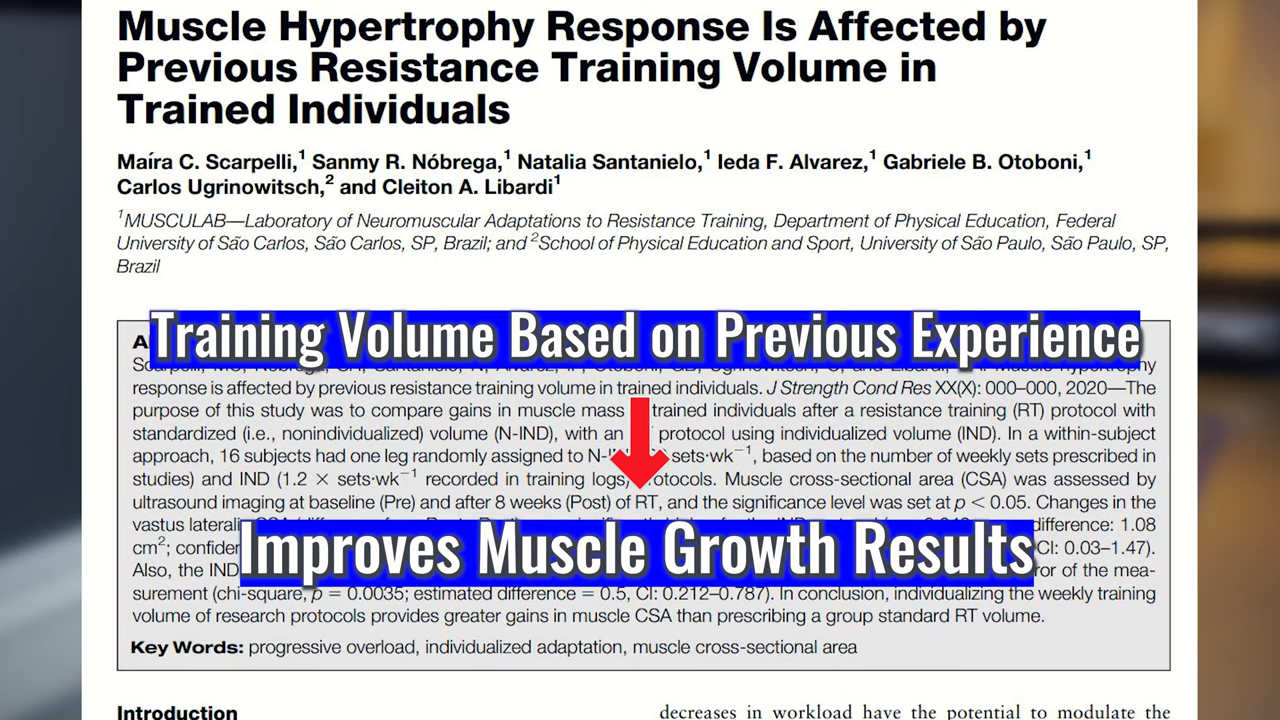 Muscle Hypertrophy Response Is Affected by
Previous Resistance Training Volume in
Trained Individuals
Maíra C. Scarpelli,¹ Sanmy R. Nóbrega,¹ Natalia Santanielo,¹ Ieda F. Alvarez,¹ Gabriele B. Otoboni,¹
Carlos Ugrinowitsch,² and Cleiton A. Libardi¹
¹MUSCULAB—Laboratory of Neuromuscular Adaptations to Resistance Training, Department of Physical Education, Federal
University of São Carlos, São Carlos, SP, Brazil; and ²School of Physical Education and Sport, University of São Paulo, São Paulo, SP,
Brazil
Training Volume Based on Previous Experience
response is affected by previous resistance training volume in trained individuals. J Strength Cond Res XX(X): 000–000, 2020—The
purpose of this study was to compare gains in muscle mass trained individuals after a resistance training (RT) protocol with
standardized (i.e., nonindividualized) volume (N-IND), with an protocol using individualized volume (IND). In a within-subject
approach, 16 subjects had one leg randomly assigned to sets·wk⁻¹, based on the number of weekly sets prescribed in
studies) and IND (1.2 × sets·wk⁻¹ recorded in training logs) Muscle cross-sectional area (CSA) was assessed by
ultrasound imaging at baseline (Pre) and after 8 weeks (Post) of RT, and the significance level was set at p < 0.05. Changes in the
vastus difference: 1.08
cm²; CI: 0.03–1.47).
Improves Muscle Growth Results
Also, the IND of the mea-
surement (chi-square, p = 0.0035; estimated difference = 0.5, CI: 0.212–0.787). In conclusion, individualizing the weekly training
volume of research protocols provides greater gains in muscle CSA than prescribing a group standard RT volume.
Key Words: progressive overload, individualized adaptation, muscle cross-sectional area
Introduction
decreases in workload have the potential to modulate the